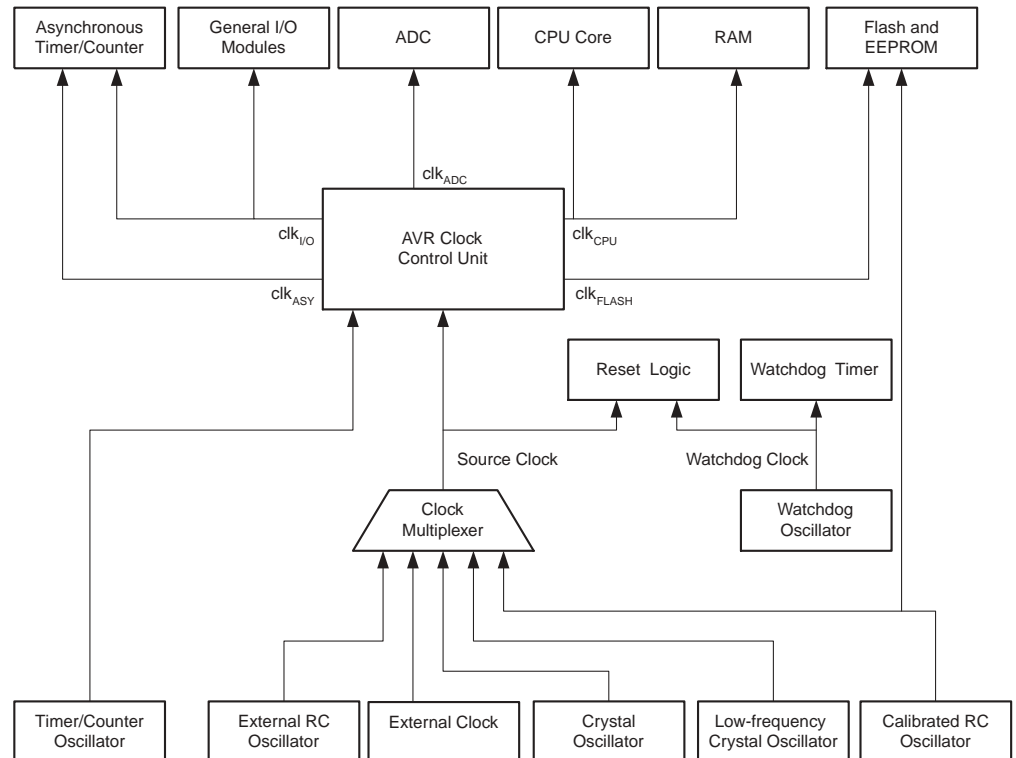 Asynchronous
Timer/Counter
General I/O
Modules
ADC
CPU Core
RAM
Flash and
EEPROM
clkADC
clkI/O
AVR Clock
Control Unit
clkCPU
clkASY
clkFLASH
Reset Logic
Watchdog Timer
Source Clock
Watchdog Clock
Clock
Multiplexer
Watchdog
Oscillator
Timer/Counter
Oscillator
External RC
Oscillator
External Clock
Crystal
Oscillator
Low-frequency
Crystal Oscillator
Calibrated RC
Oscillator